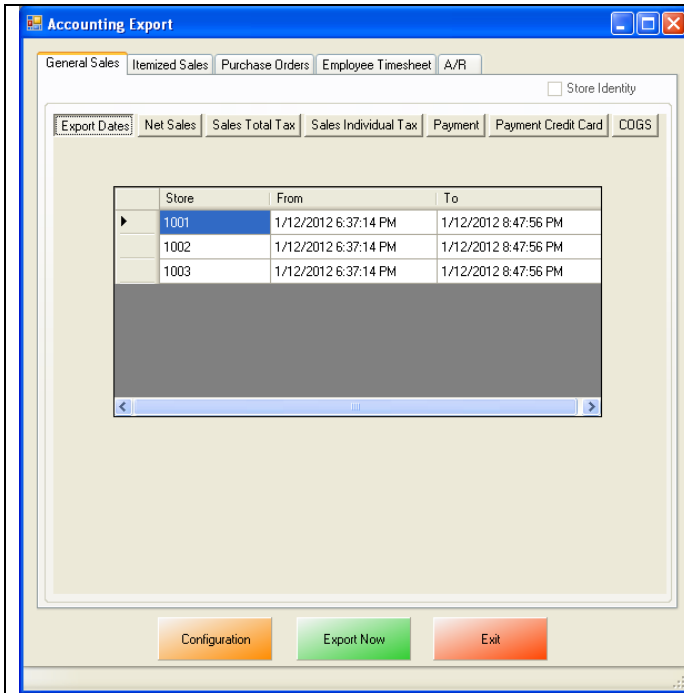 Accounting Export
General Sales Itemized Sales Purchase Orders Employee Timesheet A/R
Store Identity
Export Dates Net Sales Sales Total Tax Sales Individual Tax Payment Payment Credit Card COGS
Store From To
1001 1/12/2012 6:37:14 PM 1/12/2012 8:47:56 PM
1002 1/12/2012 6:37:14 PM 1/12/2012 8:47:56 PM
1003 1/12/2012 6:37:14 PM 1/12/2012 8:47:56 PM
Configuration Export Now Exit